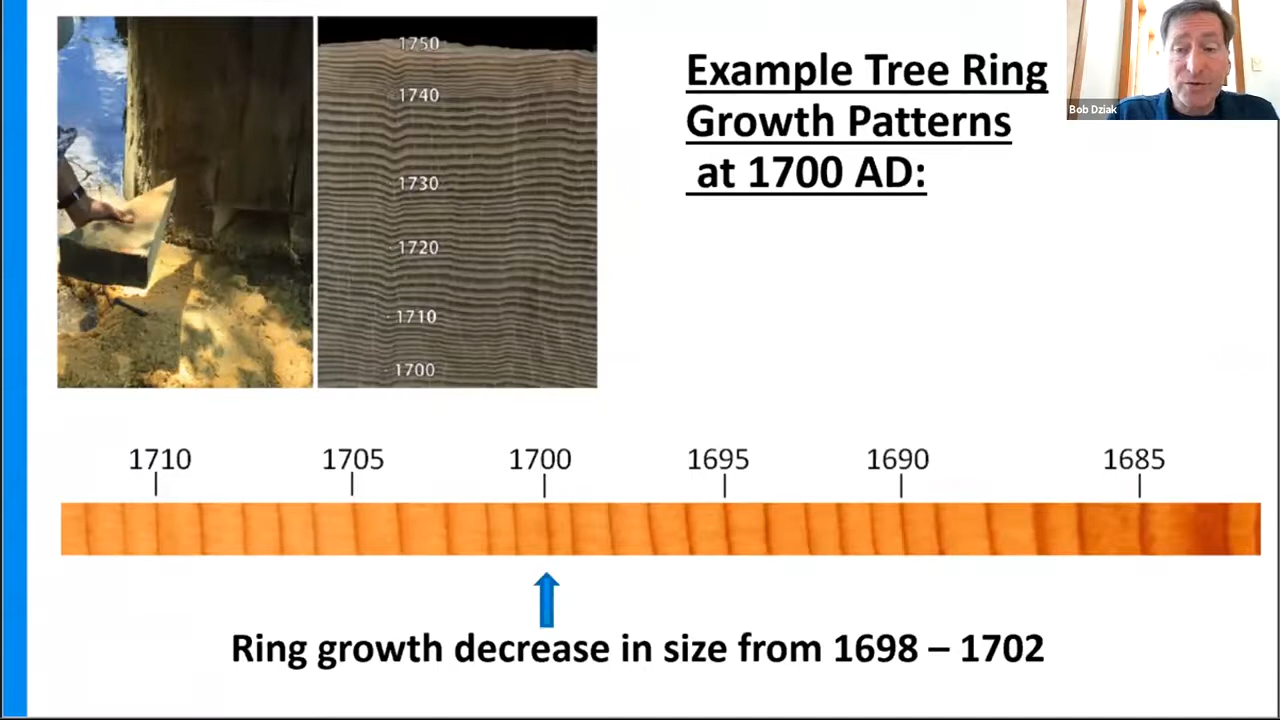 1750
1740
1730
1720
1710
1700
Example Tree Ring
Growth Patterns
at 1700 AD:
Bob Dziak
1710 1705 1700 1695 1690 1685
Ring growth decrease in size from 1698 – 1702